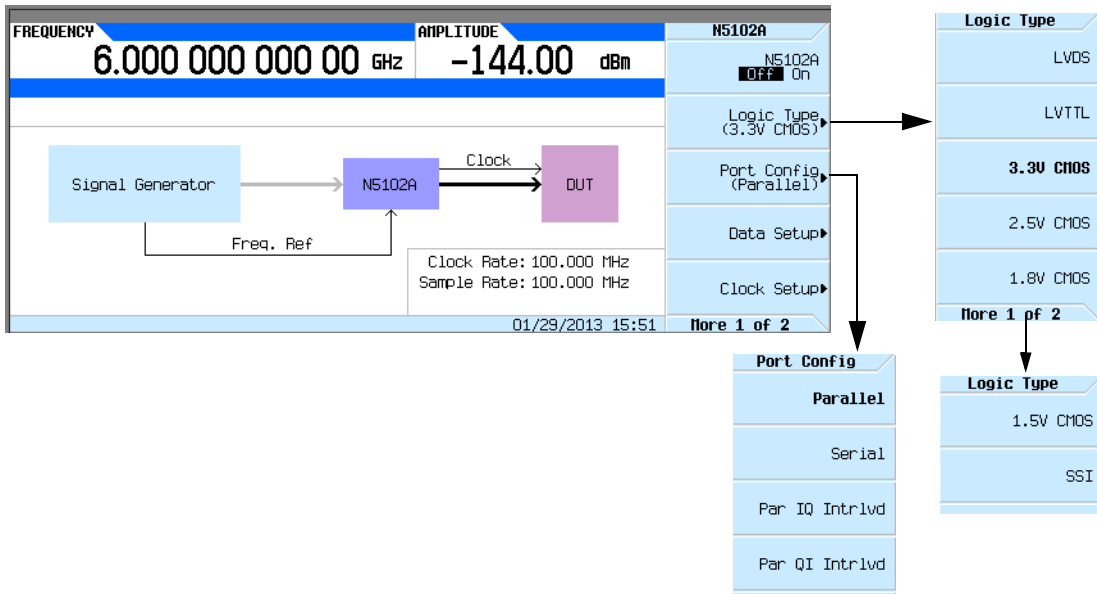 FREQUENCY
6.000 000 000 00 GHz
AMPLITUDE
-144.00 dBm
Signal Generator
N5102A
Clock
DUT
Freq. Ref
Clock Rate: 100.000 MHz
Sample Rate: 100.000 MHz
01/29/2013 15:51
N5102A
N5102A
Off On
Logic Type
(3.3V CMOS)
Port Config
(Parallel)
Data Setup
Clock Setup
More 1 of 2
Logic Type
LVDS
LVTTL
3.3V CMOS
2.5V CMOS
1.8V CMOS
More 1 of 2
Port Config
Parallel
Serial
Par IQ Intrlvd
Par QI Intrlvd
Logic Type
1.5V CMOS
SSI